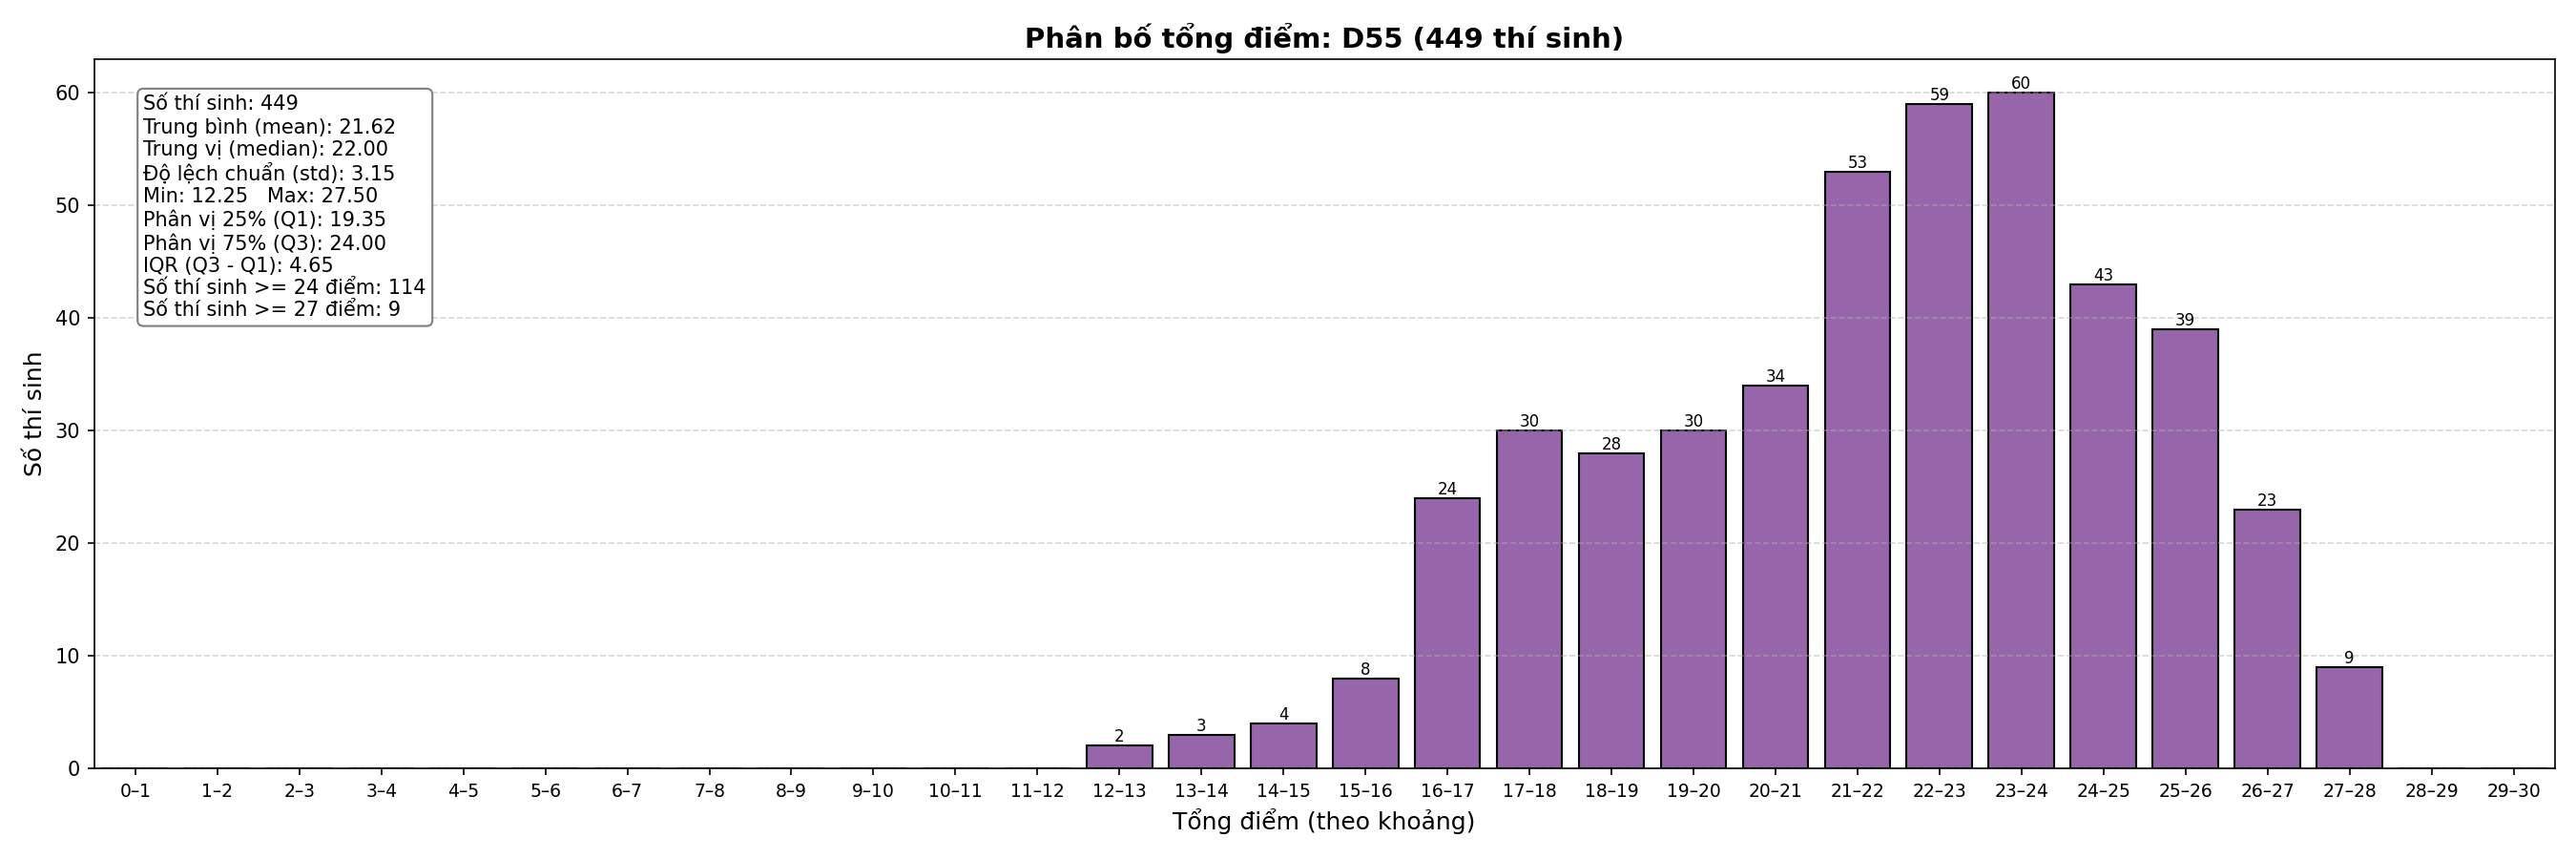 Phân bố tổng điểm: D55 (449 thí sinh)
Số thí sinh: 449
Trung bình (mean): 21.62
Trung vị (median): 22.00
Độ lệch chuẩn (std): 3.15
Min: 12.25   Max: 27.50
Phân vị 25% (Q1): 19.35
Phân vị 75% (Q3): 24.00
IQR (Q3 - Q1): 4.65
Số thí sinh >= 24 điểm: 114
Số thí sinh >= 27 điểm: 9
Số thí sinh
60
50
40
30
20
10
0
2
3
4
8
24
30
28
30
34
53
59
60
43
39
23
9
0–1 1–2 2–3 3–4 4–5 5–6 6–7 7–8 8–9 9–10 10–11 11–12 12–13 13–14 14–15 15–16 16–17 17–18 18–19 19–20 20–21 21–22 22–23 23–24 24–25 25–26 26–27 27–28 28–29 29–30
Tổng điểm (theo khoảng)